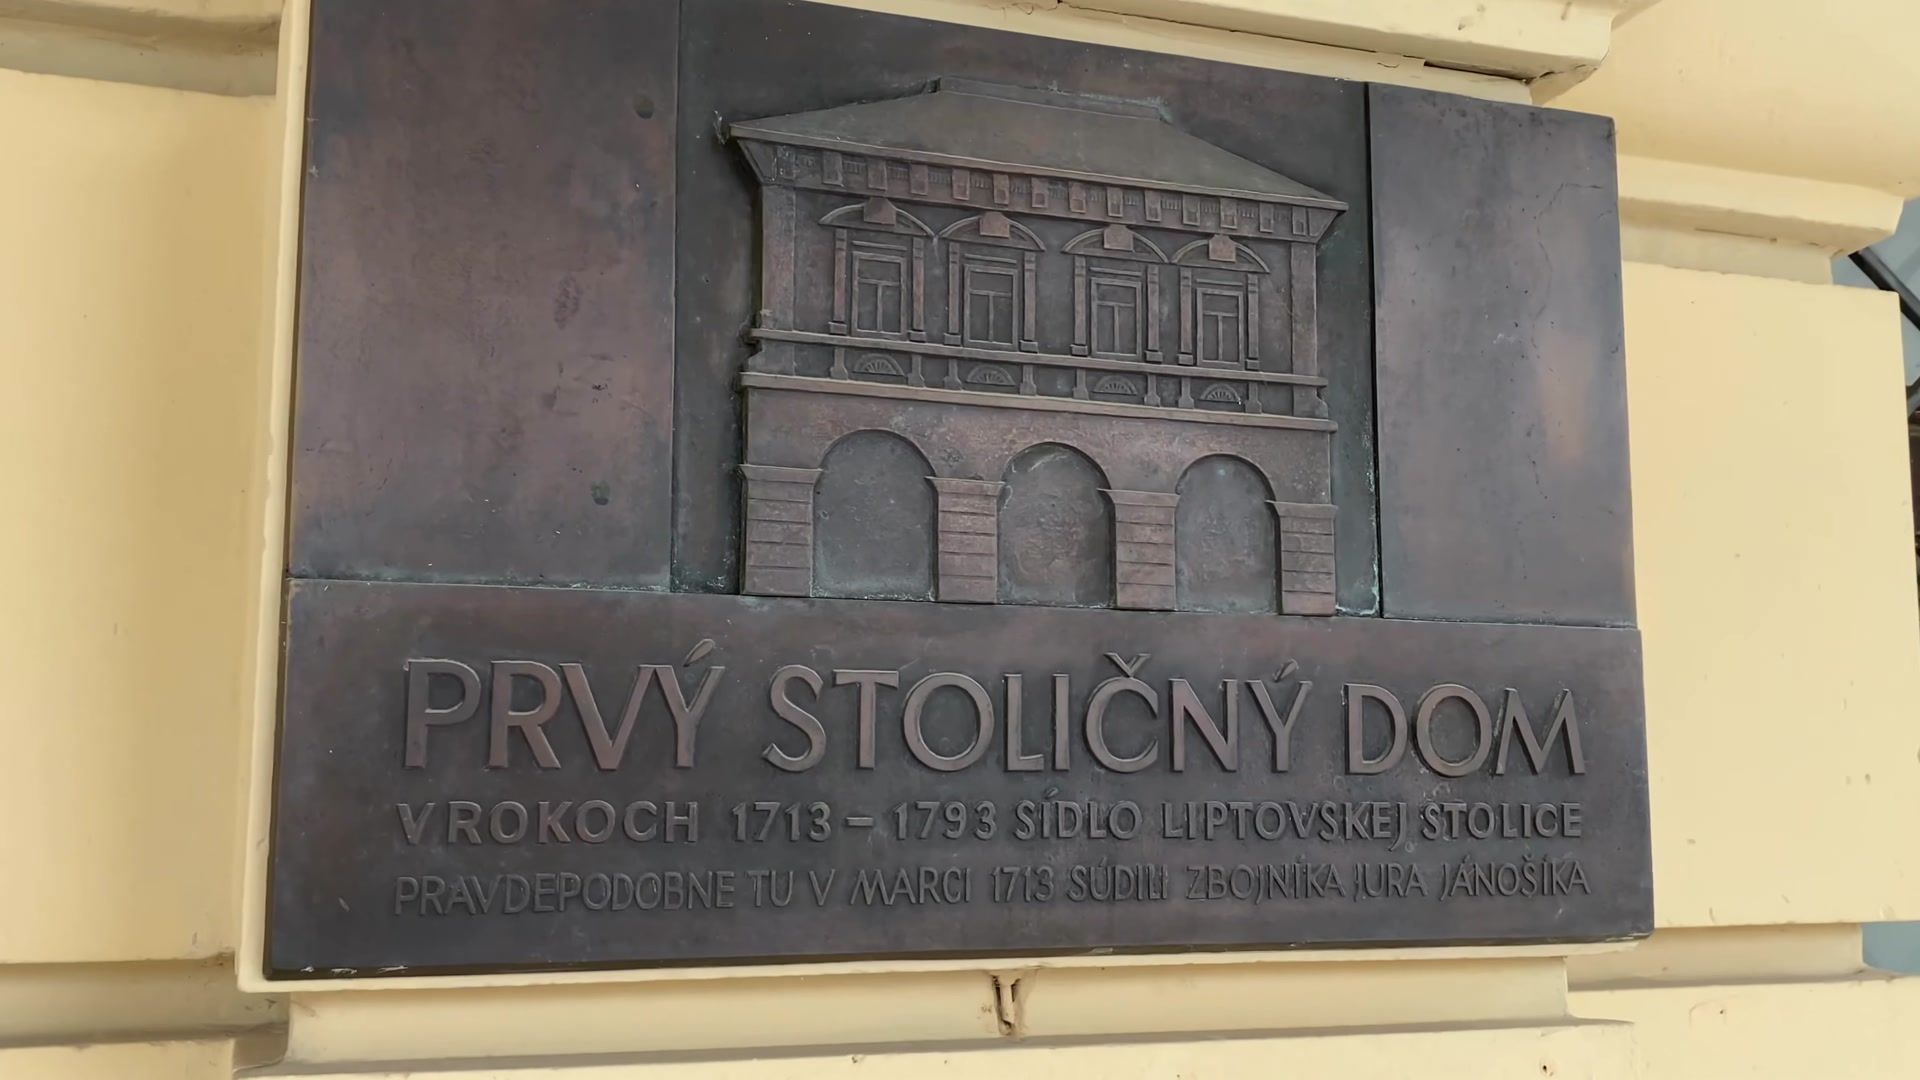 PRVÝ STOLIČNÝ DOM
V ROKOCH 1713 – 1793 SÍDLO LIPTOVSKEJ STOLICE
PRAVDEPODOBNE TU V MARCI 1713 SÚDILI ZBOJNÍKA JURA JÁNOŠÍKA